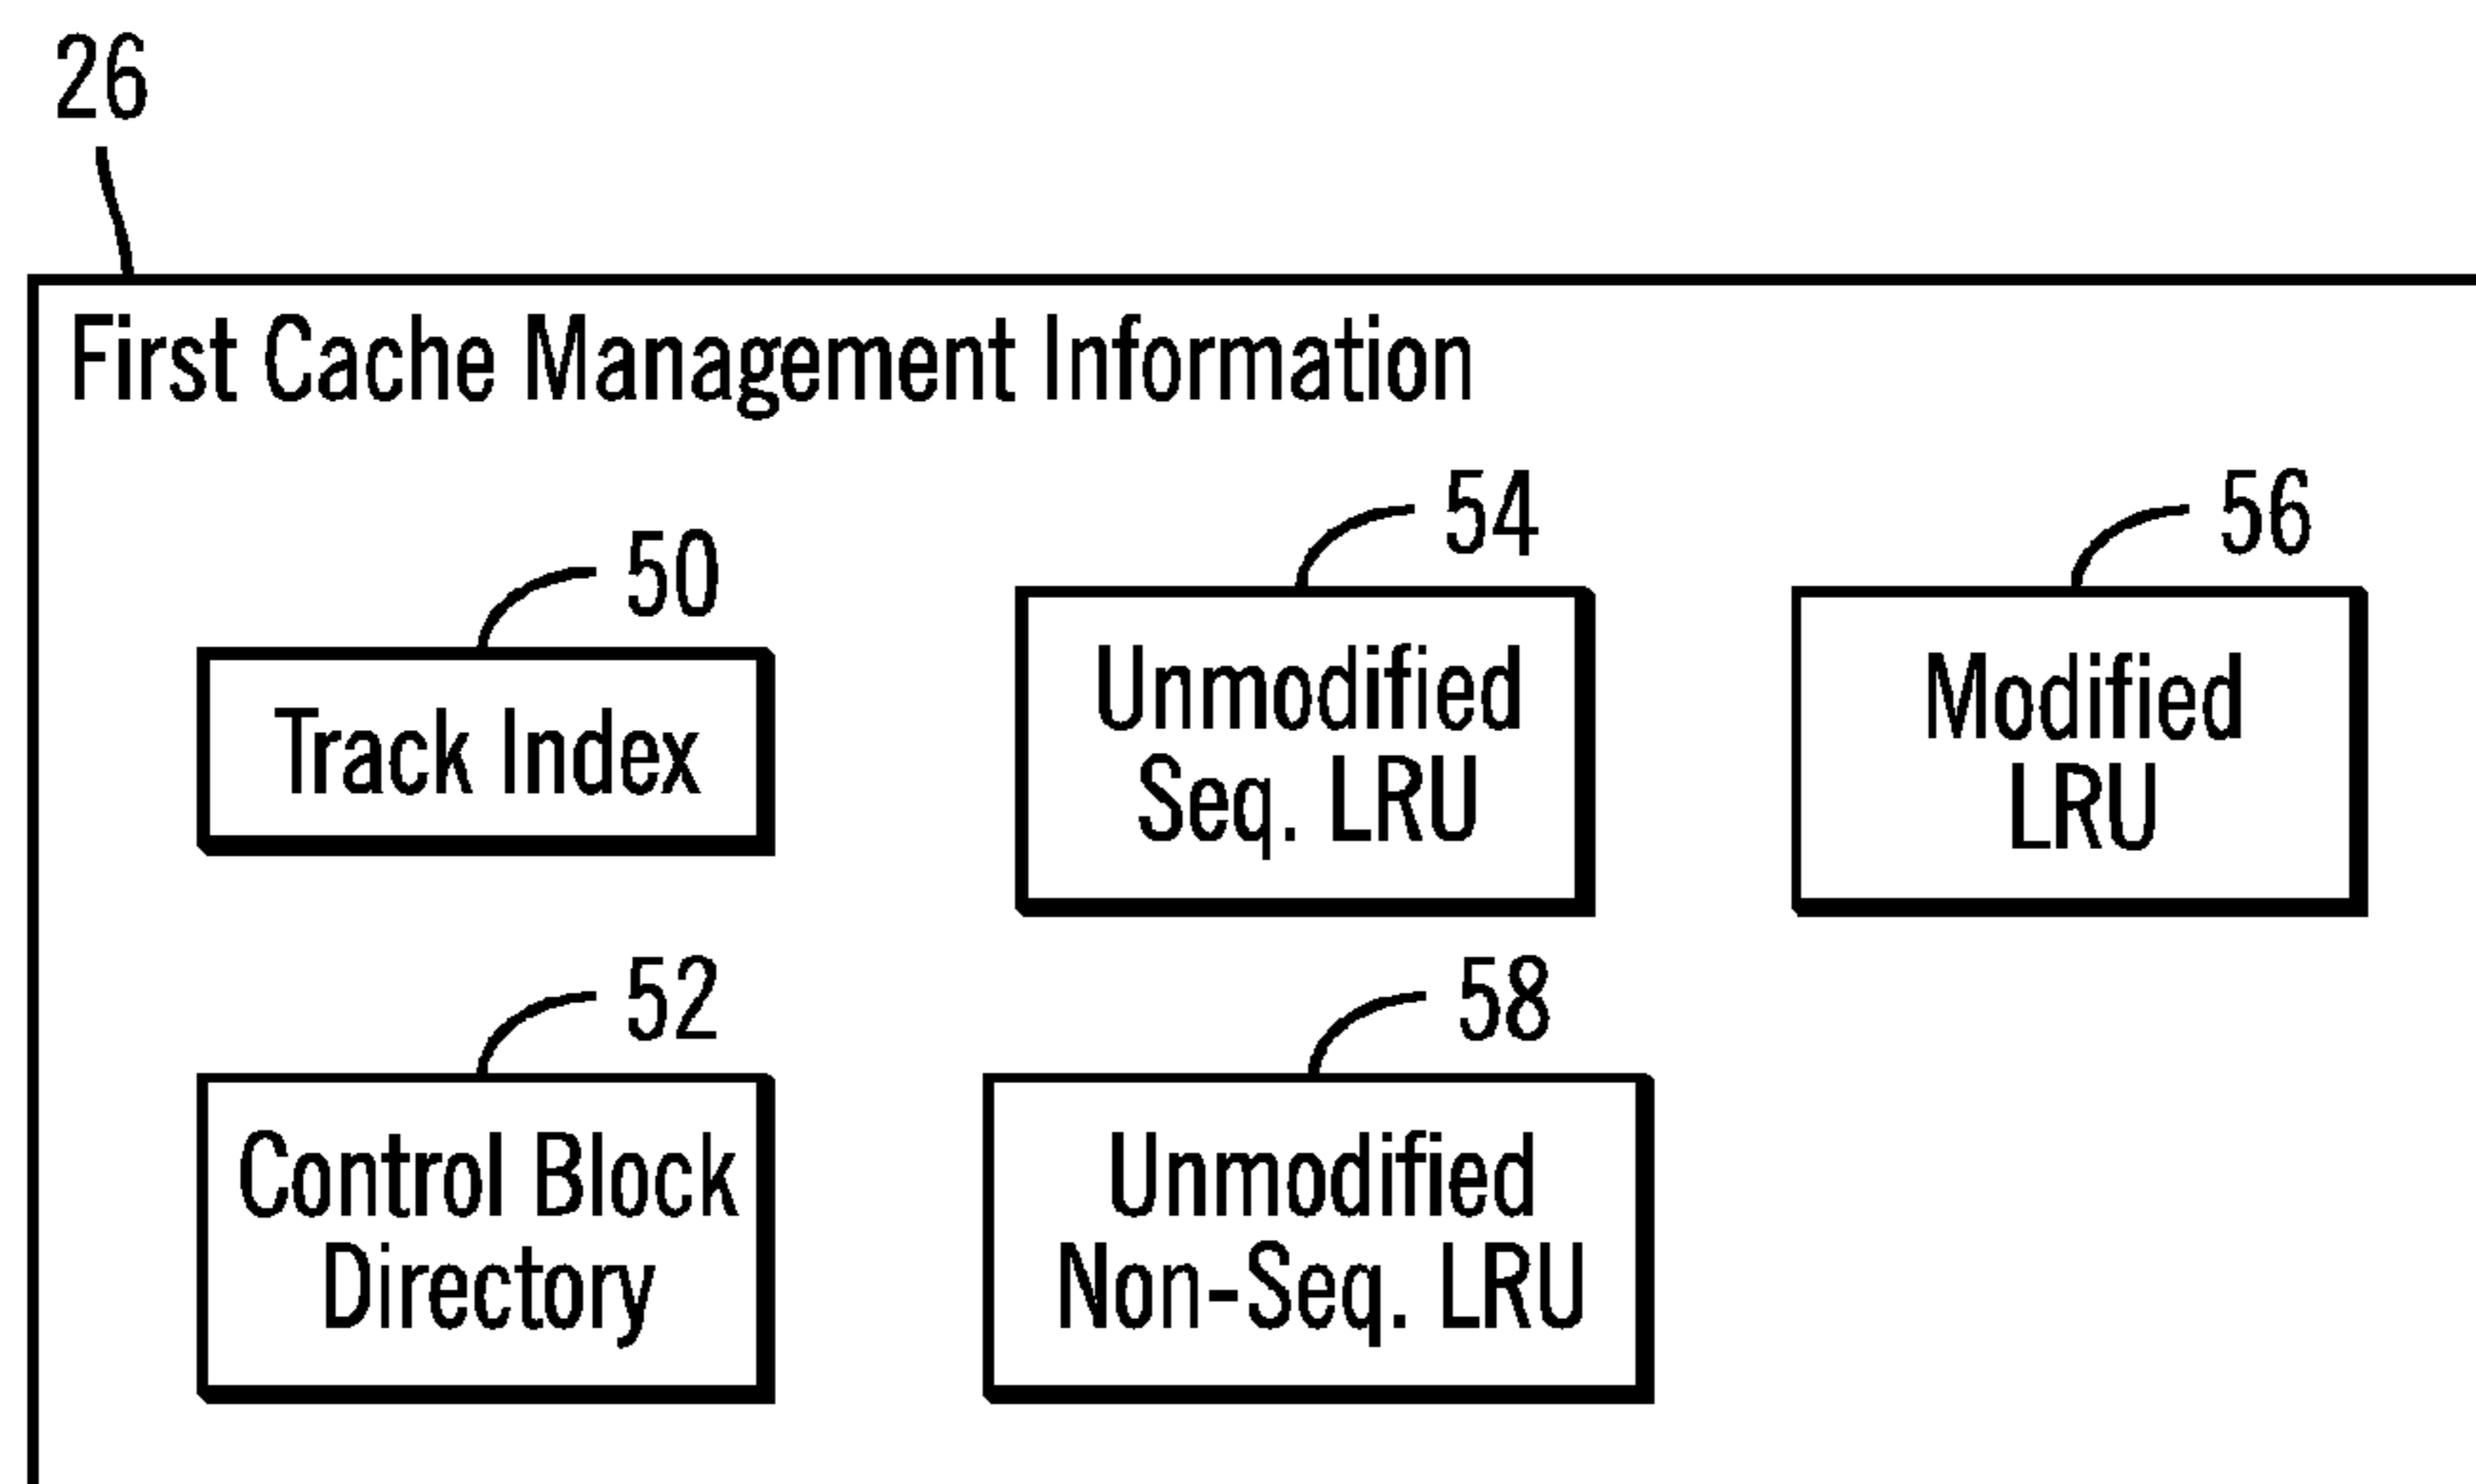 26
First Cache Management Information
50
Track Index
54
Unmodified
Seq. LRU
56
Modified
LRU
52
Control Block
Directory
58
Unmodified
Non-Seq. LRU